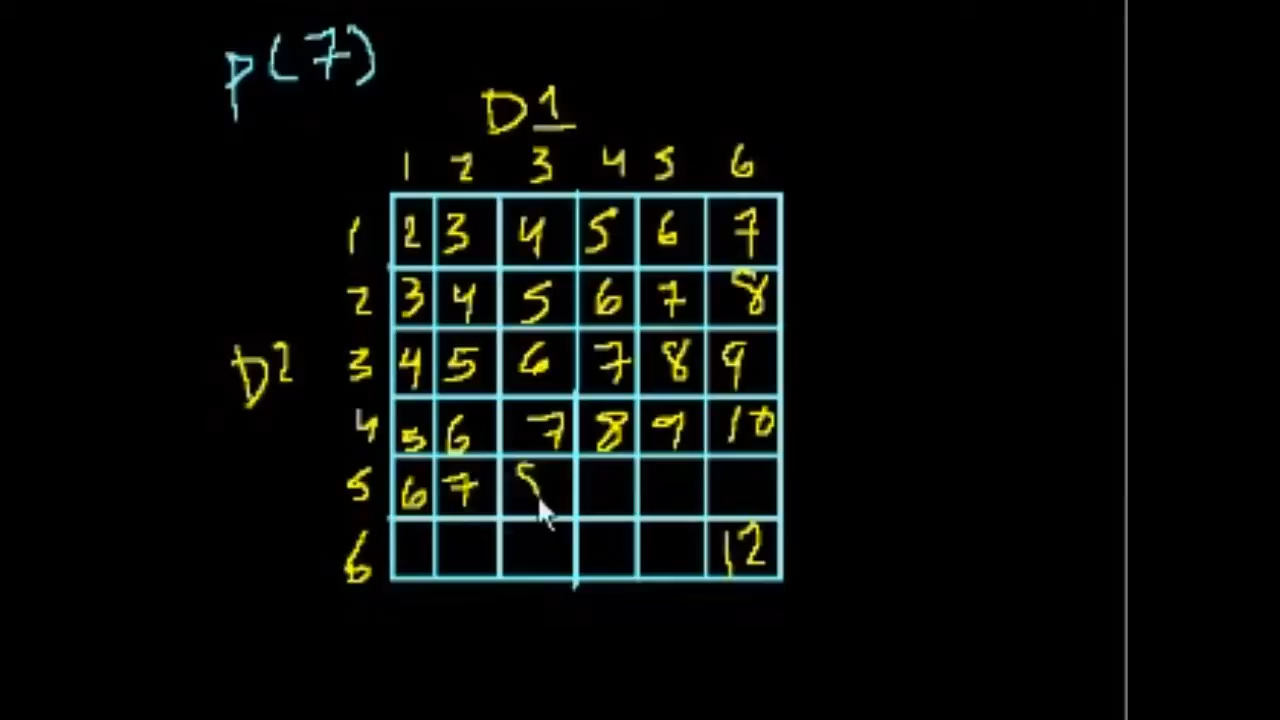 p(7)
D1
1 2 3 4 5 6
1 2 3 4 5 6 7
2 3 4 5 6 7 8
D2
3 4 5 6 7 8 9
4 5 6 7 8 9 10
5 6 7
6 12